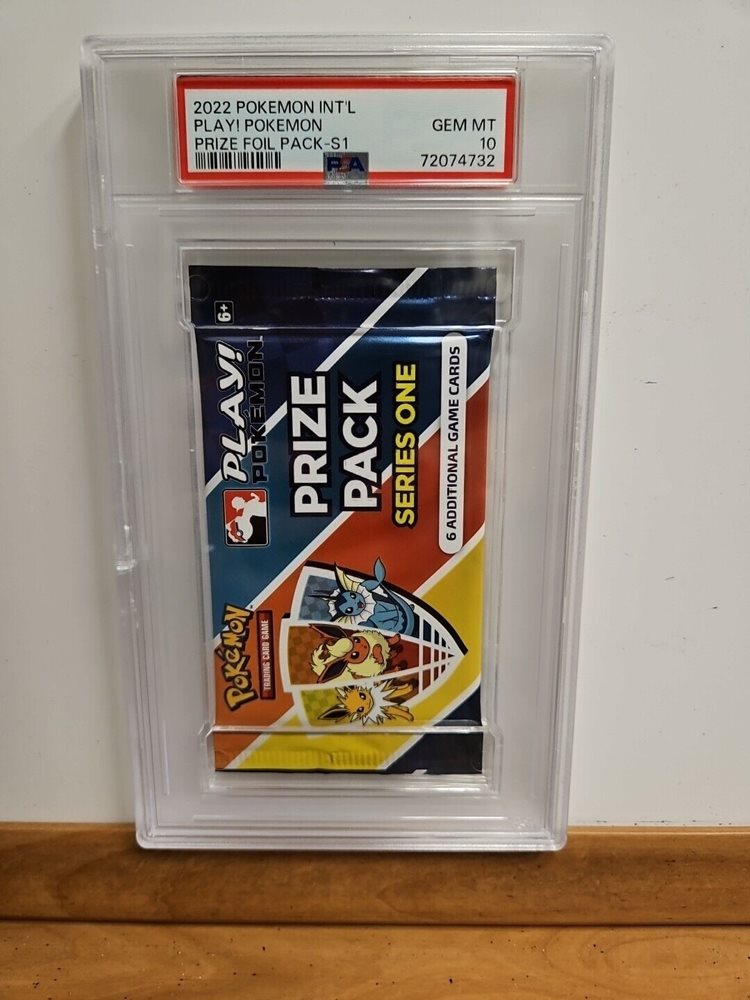 2022 POKEMON INT'L
PLAY! POKEMON
PRIZE FOIL PACK-S1
GEM MT
10
72074732
PSA
6+
PLAY!
POKÉMON
PRIZE
PACK
SERIES ONE
6 ADDITIONAL GAME CARDS
POKéMON
TRADING CARD GAME